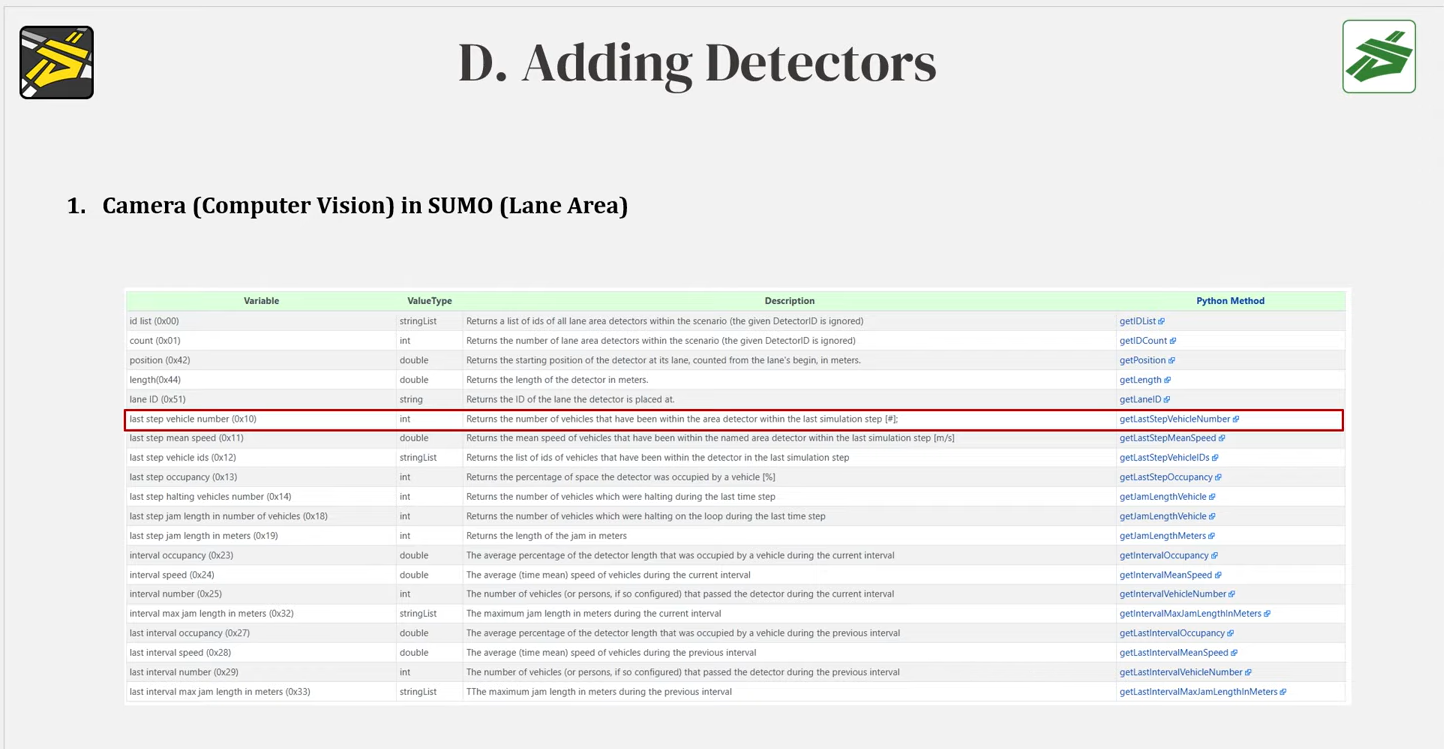 D. Adding Detectors
1. Camera (Computer Vision) in SUMO (Lane Area)
Variable ValueType Description Python Method
id list (0x00) stringList Returns a list of ids of all lane area detectors within the scenario (the given DetectorID is ignored) getIDList
count (0x01) int Returns the number of lane area detectors within the scenario (the given DetectorID is ignored) getIDCount
position (0x42) double Returns the starting position of the detector at its lane, counted from the lane's begin, in meters. getPosition
length(0x44) double Returns the length of the detector in meters. getLength
lane ID (0x51) string Returns the ID of the lane the detector is placed at. getLaneID
last step vehicle number (0x10) int Returns the number of vehicles that have been within the area detector within the last simulation step [#]; getLastStepVehicleNumber
last step mean speed (0x11) double Returns the mean speed of vehicles that have been within the named area detector within the last simulation step [m/s] getLastStepMeanSpeed
last step vehicle ids (0x12) stringList Returns the list of ids of vehicles that have been within the detector in the last simulation step getLastStepVehicleIDs
last step occupancy (0x13) int Returns the percentage of space the detector was occupied by a vehicle [%] getLastStepOccupancy
last step halting vehicles number (0x14) int Returns the number of vehicles which were halting during the last time step getJamLengthVehicle
last step jam length in number of vehicles (0x18) int Returns the number of vehicles which were halting on the loop during the last time step getJamLengthVehicle
last step jam length in meters (0x19) int Returns the length of the jam in meters getJamLengthMeters
interval occupancy (0x23) double The average percentage of the detector length that was occupied by a vehicle during the current interval getIntervalOccupancy
interval speed (0x24) double The average (time mean) speed of vehicles during the current interval getIntervalMeanSpeed
interval number (0x25) int The number of vehicles (or persons, if so configured) that passed the detector during the current interval getIntervalVehicleNumber
interval max jam length in meters (0x32) stringList The maximum jam length in meters during the current interval getIntervalMaxJamLengthInMeters
last interval occupancy (0x27) double The average percentage of the detector length that was occupied by a vehicle during the previous interval getLastIntervalOccupancy
last interval speed (0x28) double The average (time mean) speed of vehicles during the previous interval getLastIntervalMeanSpeed
last interval number (0x29) int The number of vehicles (or persons, if so configured) that passed the detector during the previous interval getLastIntervalVehicleNumber
last interval max jam length in meters (0x33) stringList TThe maximum jam length in meters during the previous interval getLastIntervalMaxJamLengthInMeters